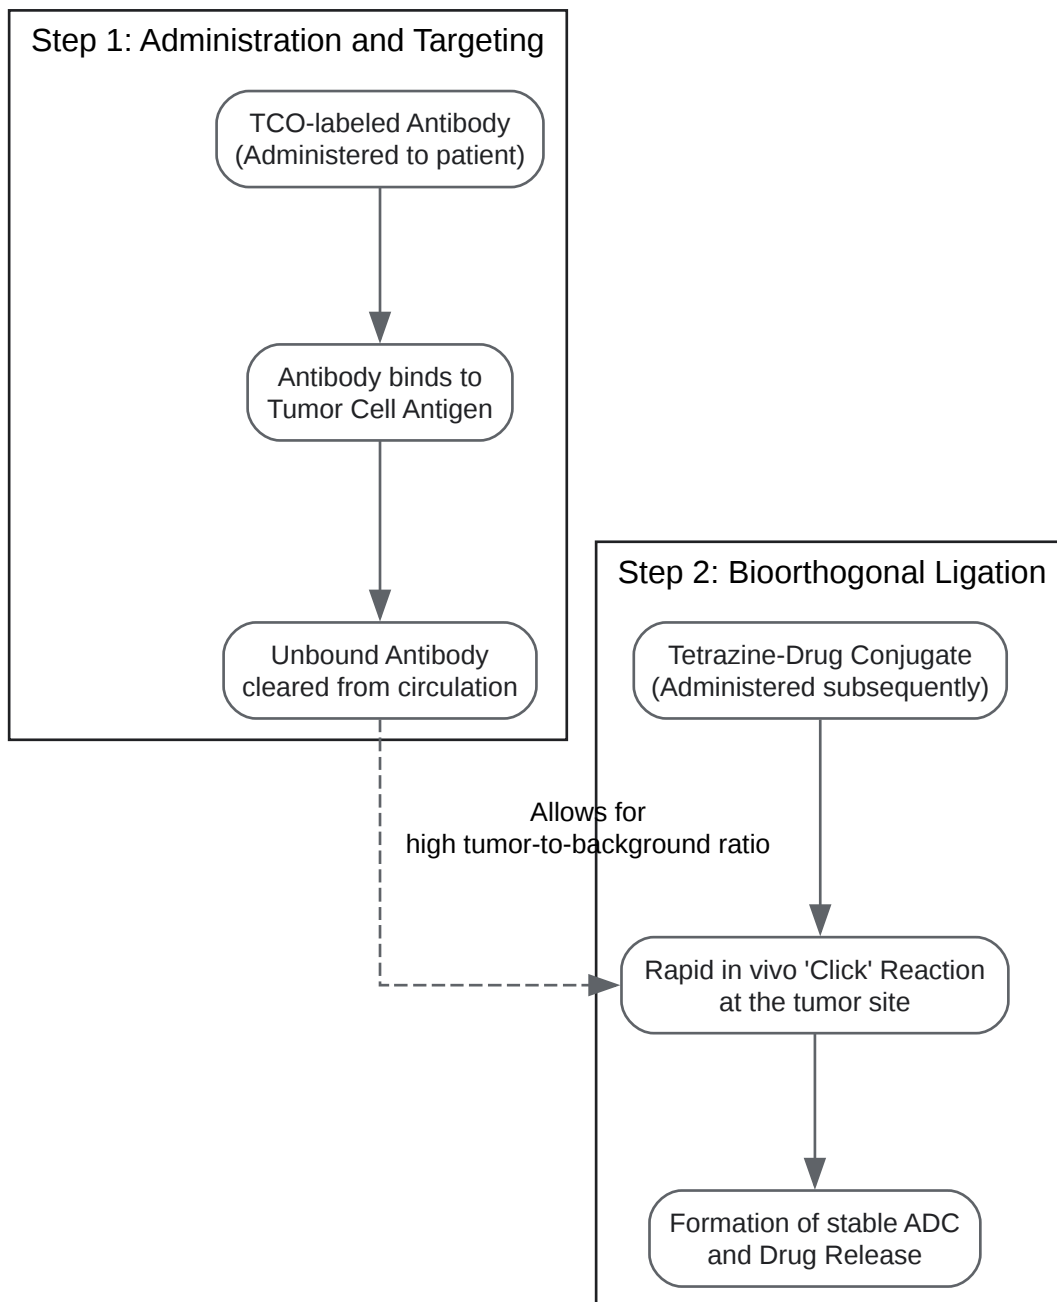 Step 1: Administration and Targeting
TCO-labeled Antibody
(Administered to patient)
Antibody binds to
Tumor Cell Antigen
Unbound Antibody
cleared from circulation
Step 2: Bioorthogonal Ligation
Tetrazine-Drug Conjugate
(Administered subsequently)
Allows for
high tumor-to-background ratio
Rapid in vivo 'Click' Reaction
at the tumor site
Formation of stable ADC
and Drug Release